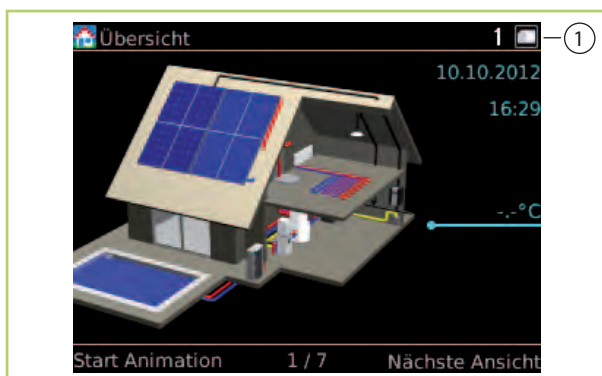 Übersicht 1 1
10.10.2012
16:29
-.-°C
Start Animation 1 / 7 Nächste Ansicht